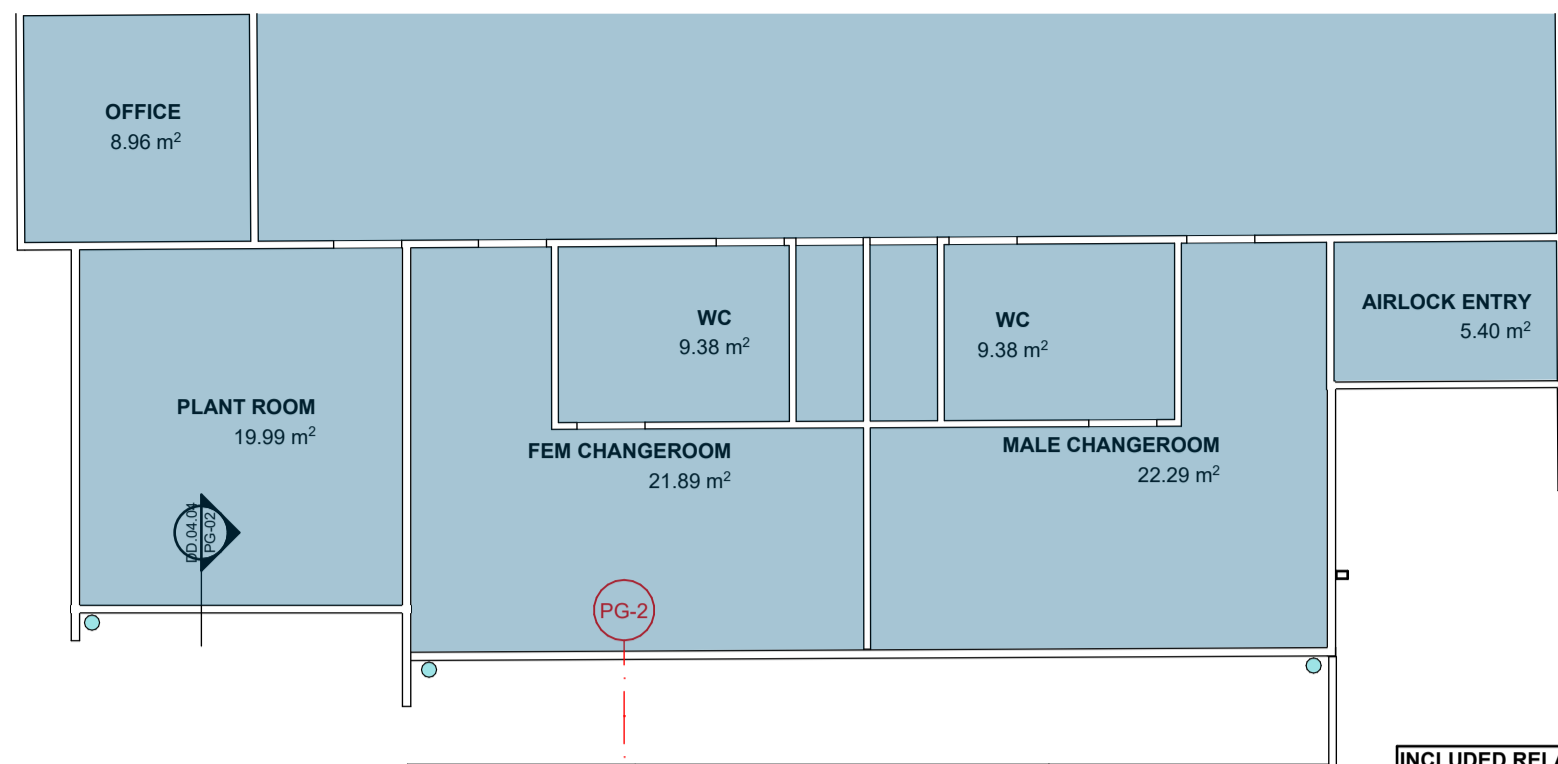 OFFICE
8.96 m²
WC
9.38 m²
WC
9.38 m²
AIRLOCK ENTRY
5.40 m²
PLANT ROOM
19.99 m²
FEM CHANGEROOM
21.89 m²
MALE CHANGEROOM
22.29 m²
DD.04.04
PG-02
PG-2
INCLUDED